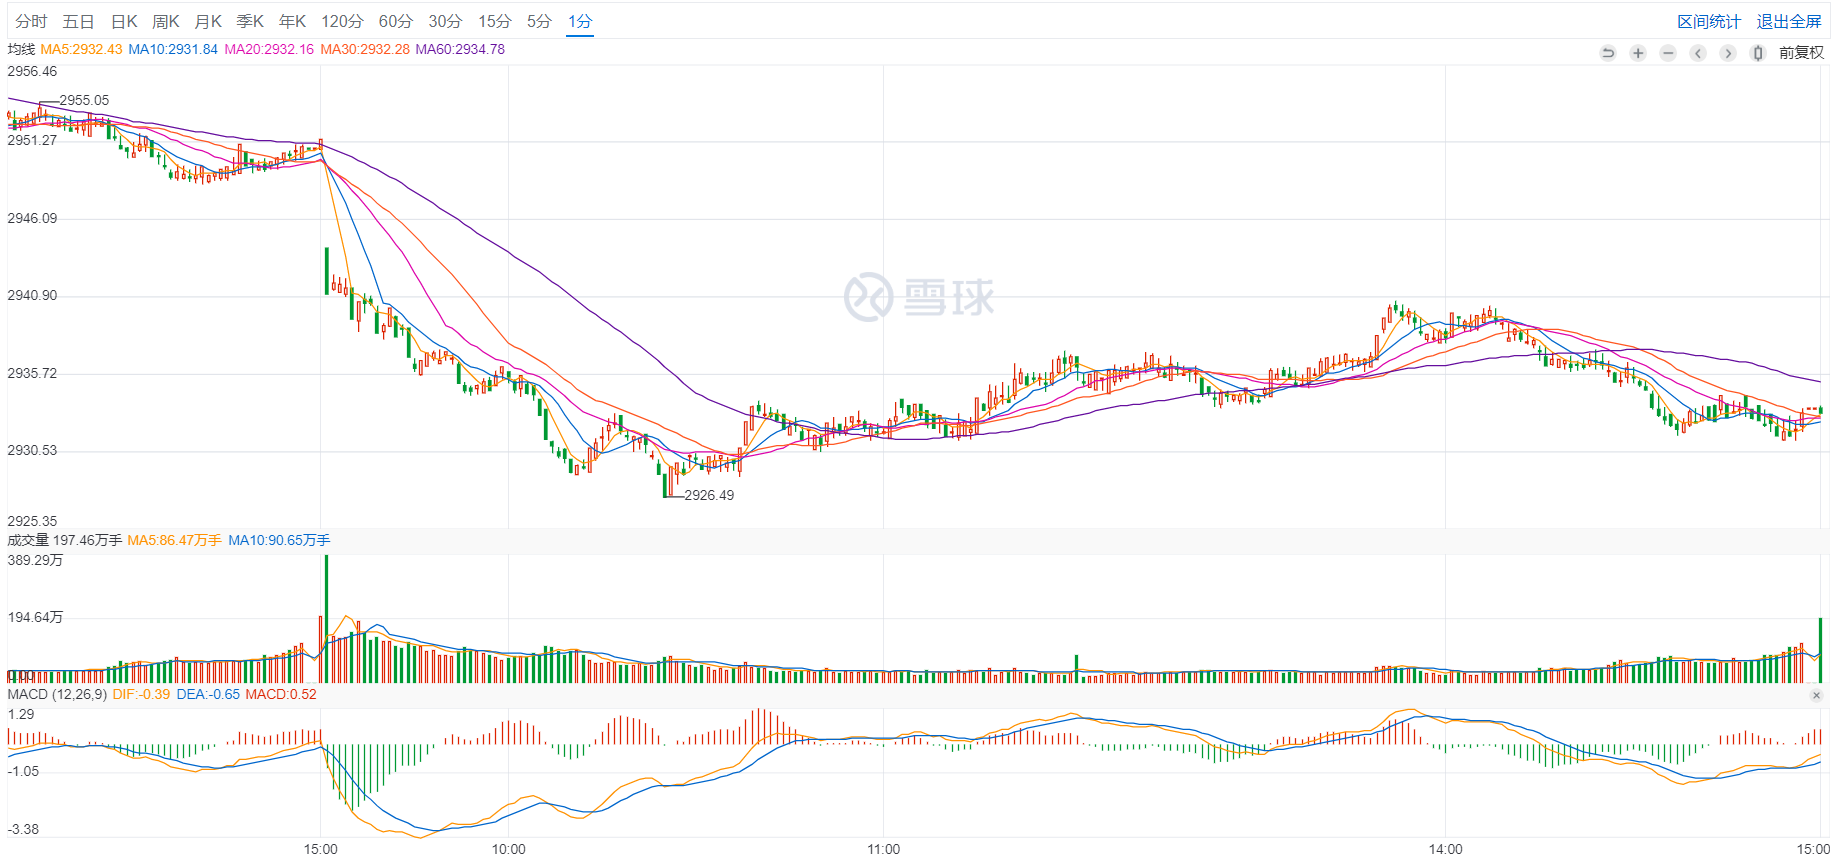 分时 五日 日K 周K 月K 季K 年K 120分 60分 30分 15分 5分 1分 区间统计 退出全屏
均线 MA5:2932.43 MA10:2931.84 MA20:2932.16 MA30:2932.28 MA60:2934.78 前复权
2956.46
2955.05
2951.27
2946.09
2940.90
雪球
2935.72
2930.53
2926.49
2925.35
成交量 197.46万手 MA5:86.47万手 MA10:90.65万手
389.29万
194.64万
0.00
MACD (12,26,9) DIF:-0.39 DEA:-0.65 MACD:0.52
1.29
-1.05
-3.38
15:00 10:00 11:00 14:00 15:00